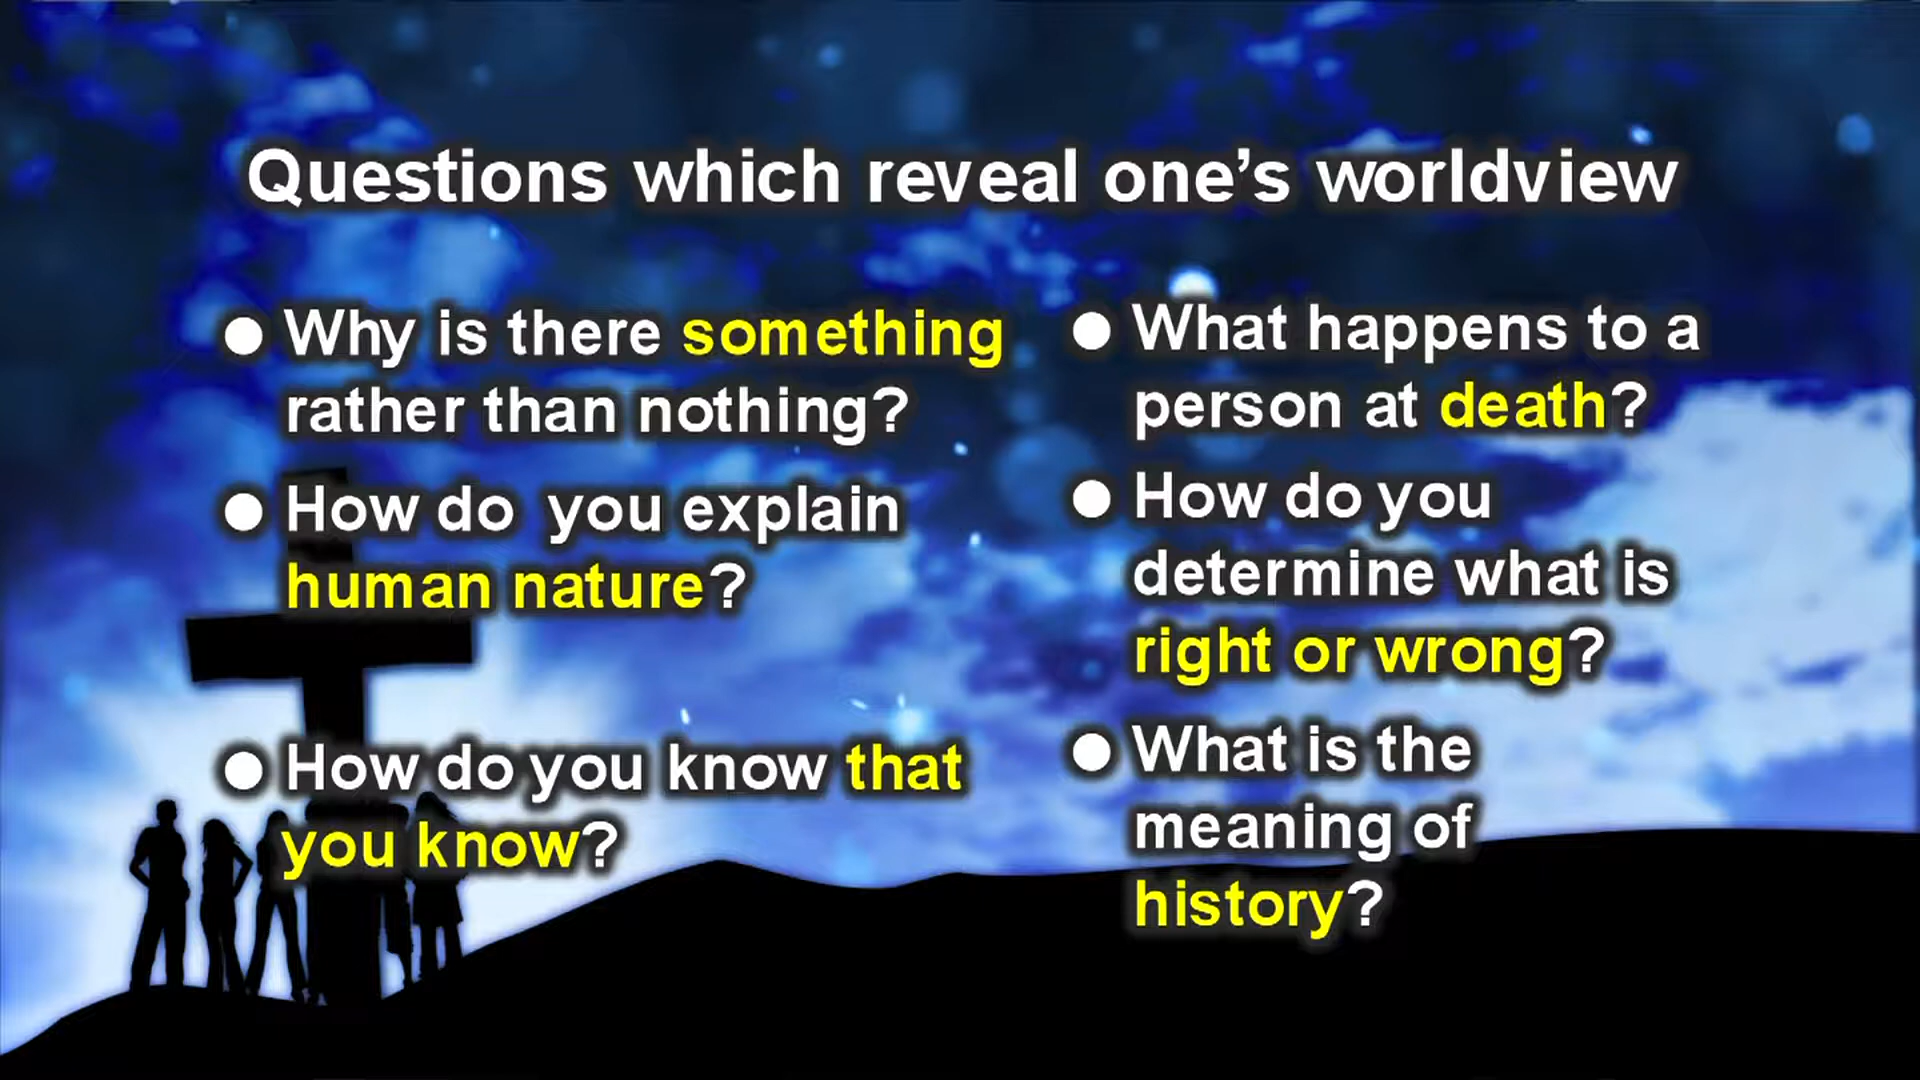 Questions which reveal one’s worldview
● Why is there something
rather than nothing?
● How do you explain
human nature?
● How do you know that
you know?
● What happens to a
person at death?
● How do you
determine what is
right or wrong?
● What is the
meaning of
history?